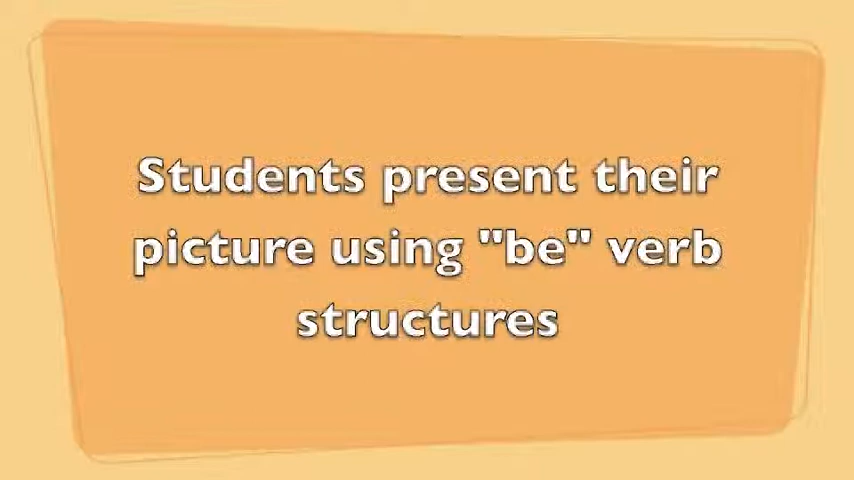 Students present their
picture using "be" verb
structures